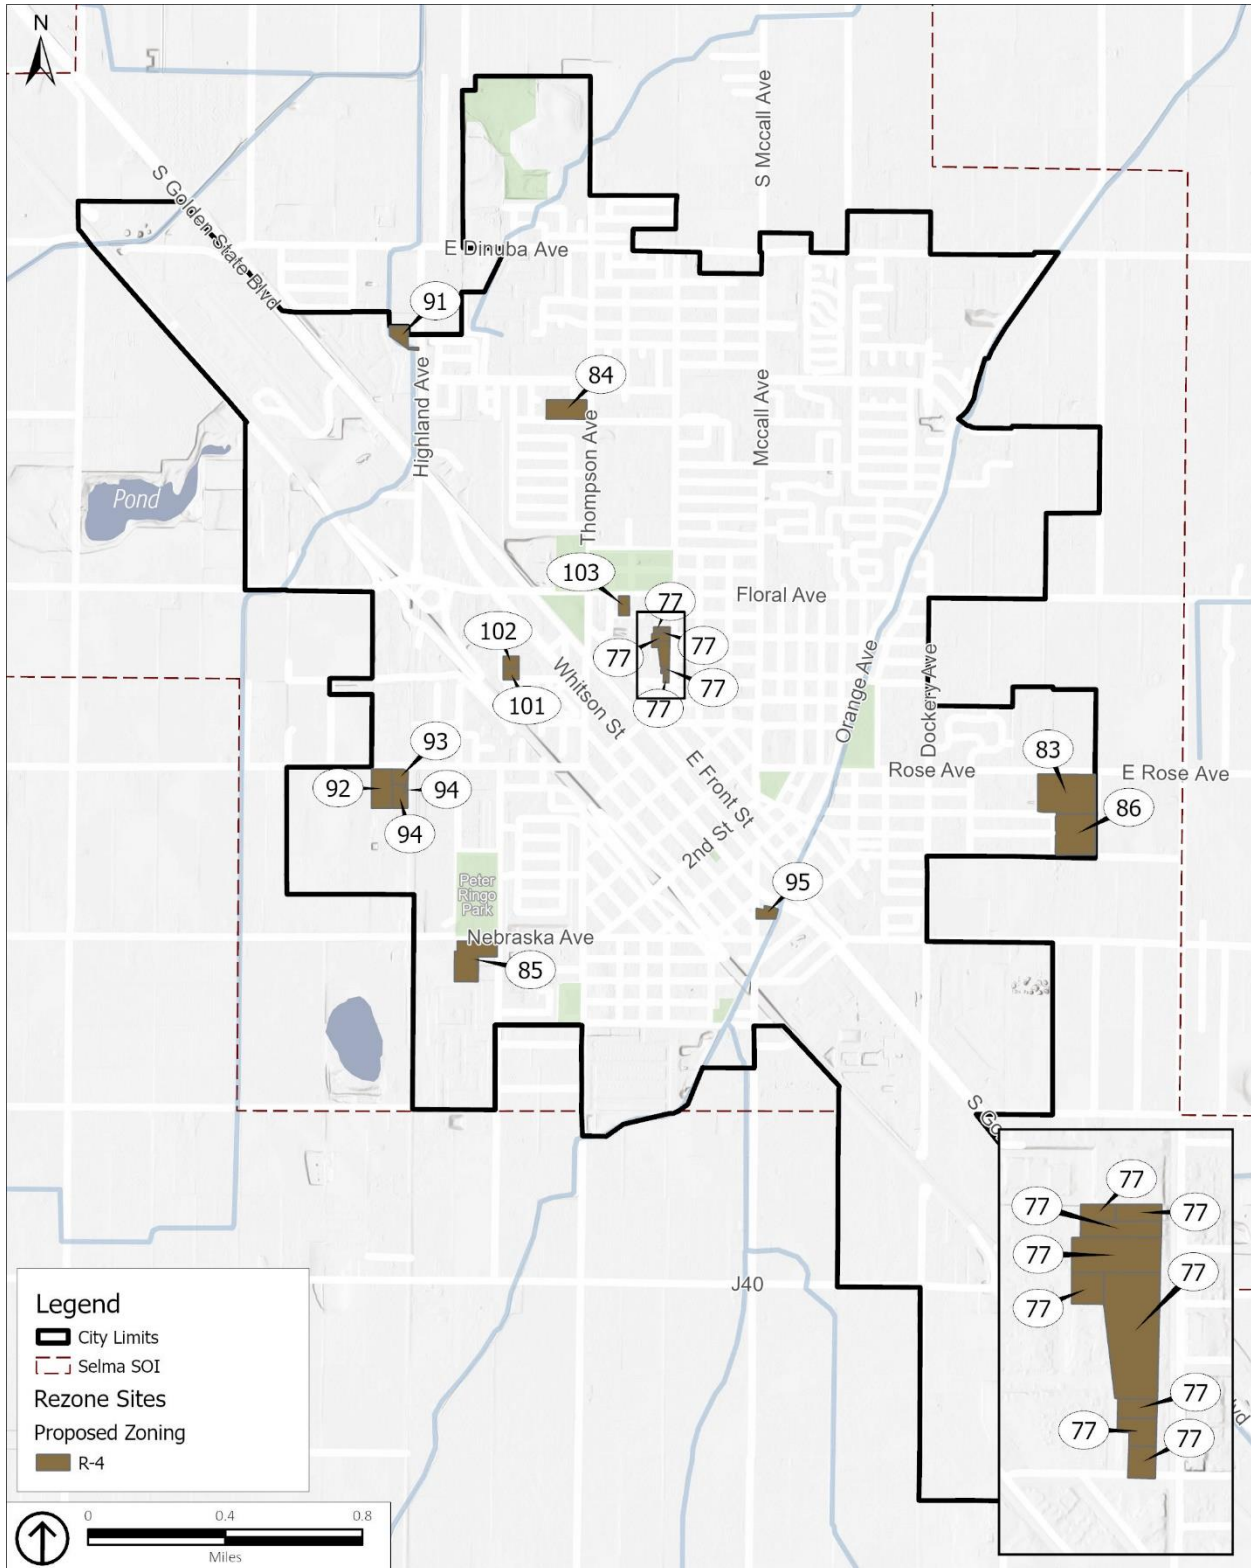 N
S Golden State Blvd
S Mccall Ave
E Dinuba Ave
91
84
Highland Ave
Thompson Ave
Mccall Ave
Pond
103
77
Floral Ave
102
77
77
101
77
77
Whitson St
Orange Ave
Dockery Ave
93
92
94
94
E Front St
2nd St
Rose Ave
83
E Rose Ave
86
95
Peter
Ringo
Park
Nebraska Ave
85
S Go
77
77
77
77
77
77
77
77
77
vd
J40
Legend
City Limits
Selma SOI
Rezone Sites
Proposed Zoning
R-4
0 0.4 0.8
Miles